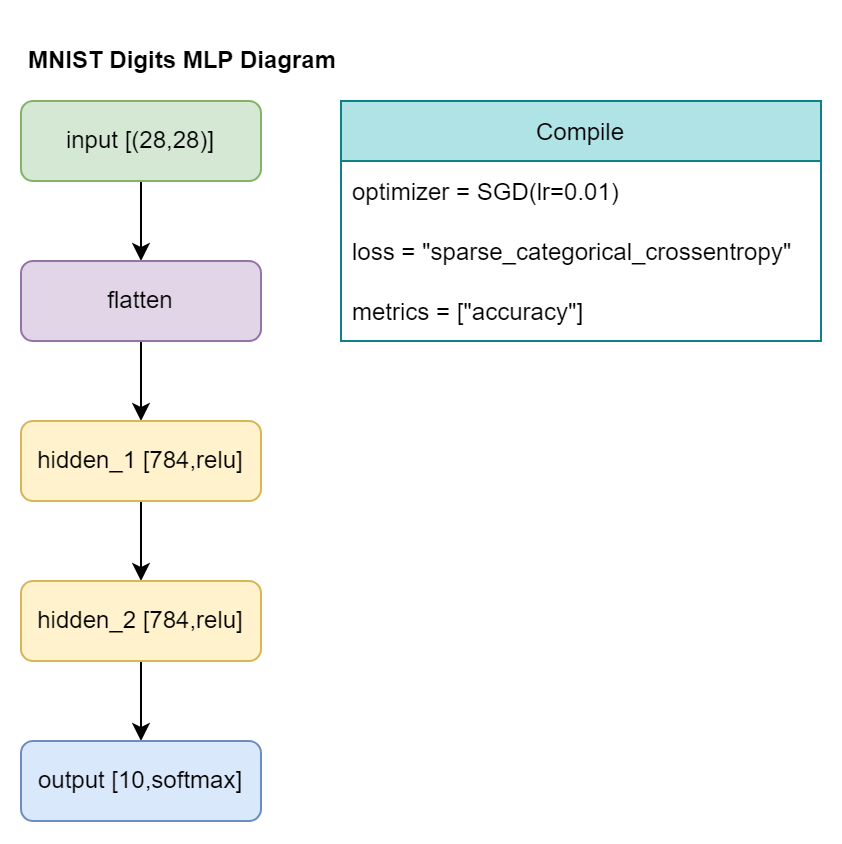 MNIST Digits MLP Diagram
input [(28,28)]
flatten
hidden_1 [784,relu]
hidden_2 [784,relu]
output [10,softmax]
Compile
optimizer = SGD(lr=0.01)
loss = "sparse_categorical_crossentropy"
metrics = ["accuracy"]